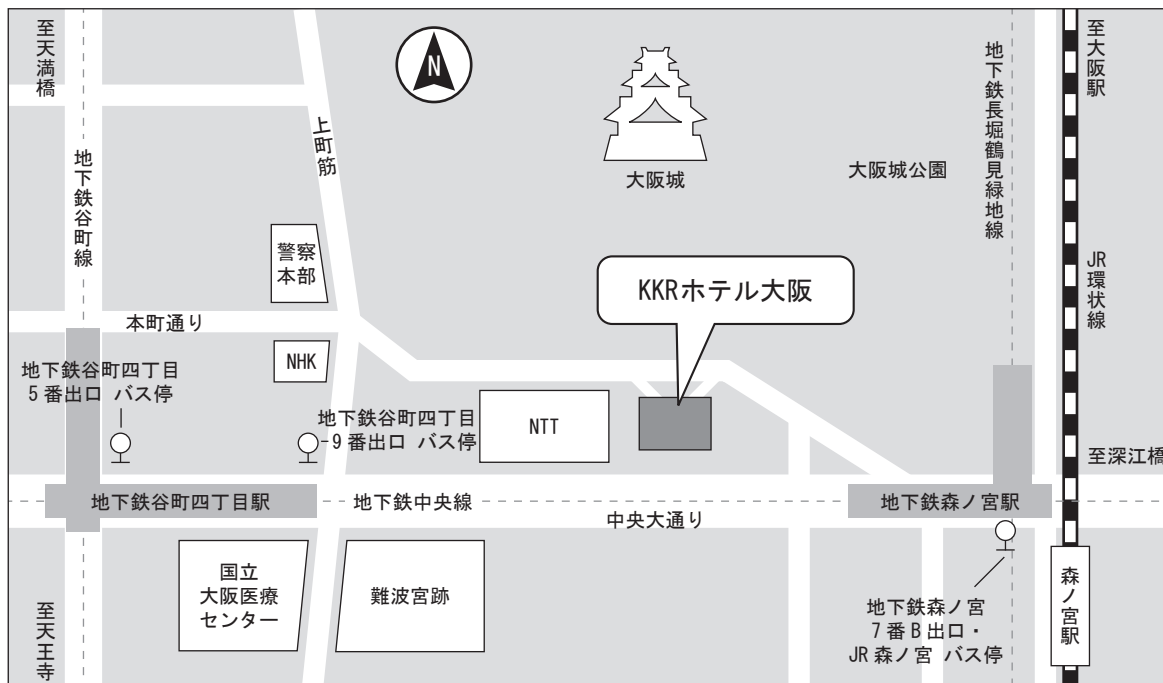 至天満橋
N
上町筋
地下鉄谷町線
大阪城
大阪城公園
地下鉄長堀鶴見緑地線
至大阪駅
警察
本部
KKRホテル大阪
JR環状線
本町通り
NHK
地下鉄谷町四丁目
5番出口 バス停
地下鉄谷町四丁目
9番出口 バス停
NTT
至深江橋
地下鉄谷町四丁目駅
地下鉄中央線
中央大通り
地下鉄森ノ宮駅
国立
大阪医療
センター
難波宮跡
地下鉄森ノ宮
7番B出口・
JR森ノ宮 バス停
森ノ宮駅
至天王寺